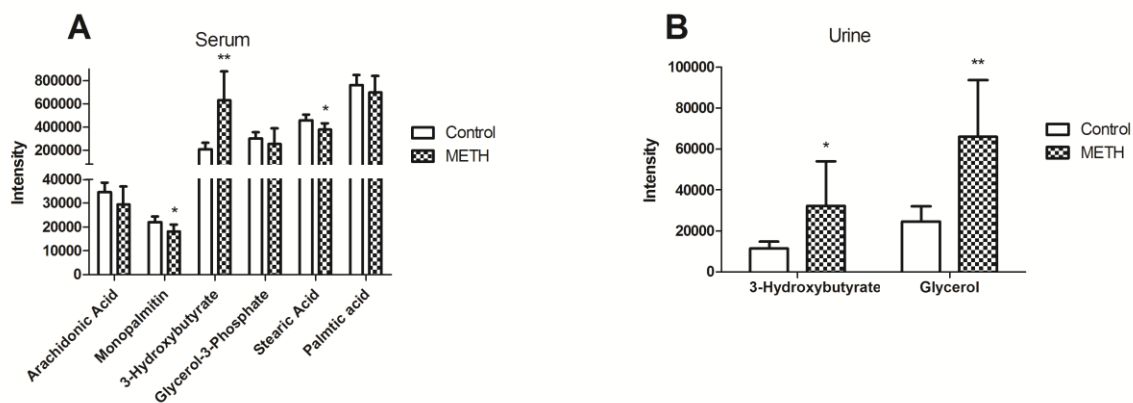 A
Serum
**
800000
600000
400000
200000
*
Intensity
40000
30000
20000
10000
0
*
Arachidonic Acid
Monopalmitin
3-Hydroxybutyrate
Glycerol-3-Phosphate
Stearic Acid
Palmtic acid
Control
METH
B
Urine
**
100000
80000
60000
40000
20000
0
*
Intensity
3-Hydroxybutyrate
Glycerol
Control
METH